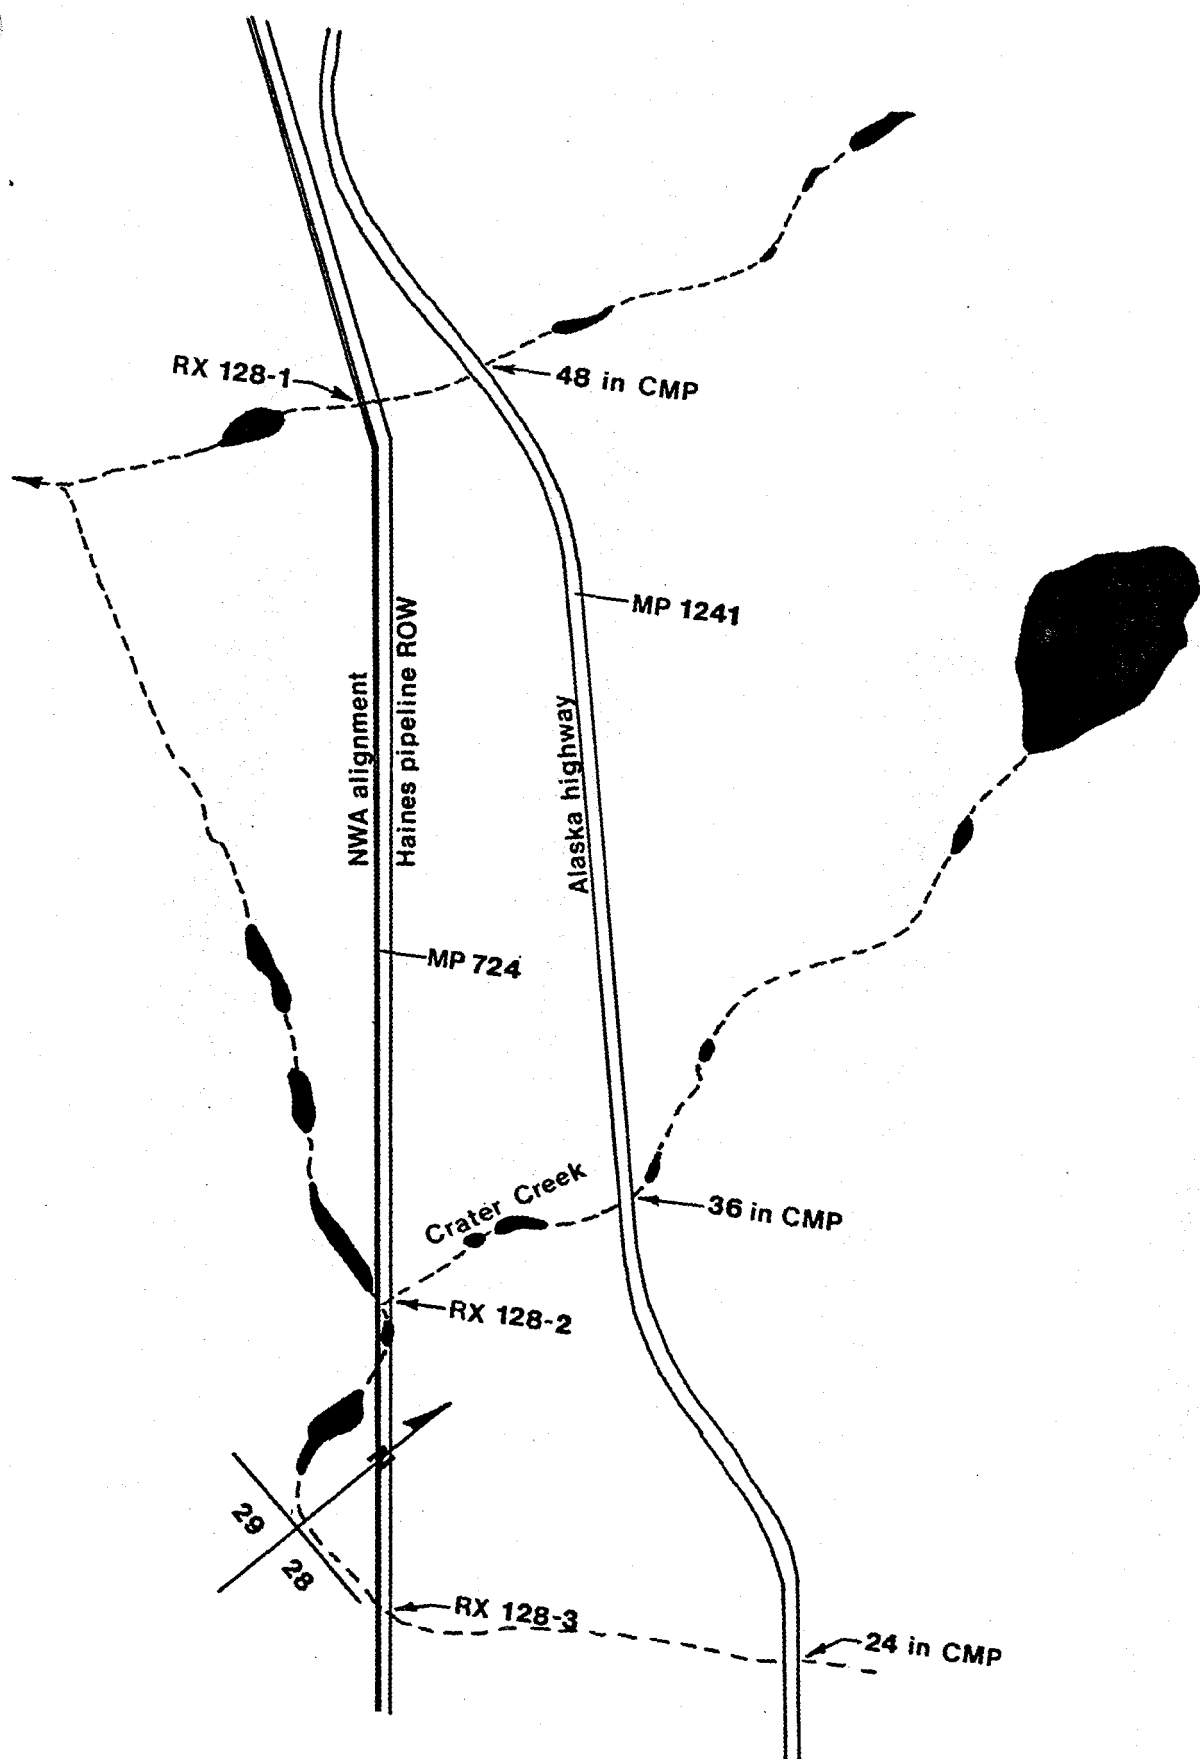 RX 128-1
48 in CMP
MP 1241
NWA alignment
Haines pipeline ROW
Alaska highway
MP 724
Crater Creek
36 in CMP
RX 128-2
29
28
RX 128-3
24 in CMP